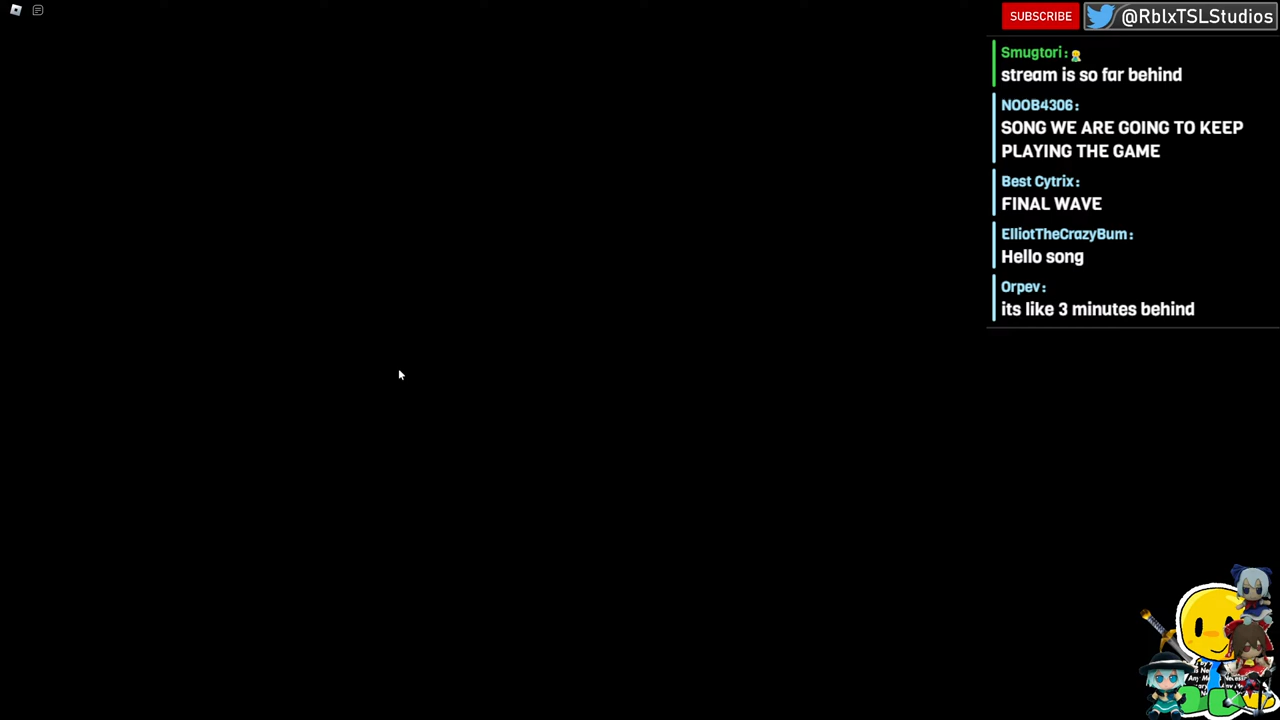 SUBSCRIBE
@RblxTSLStudios
Smugtori:
stream is so far behind
NOOB4306:
SONG WE ARE GOING TO KEEP
PLAYING THE GAME
Best Cytrix:
FINAL WAVE
ElliotTheCrazyBum:
Hello song
Orpev:
its like 3 minutes behind